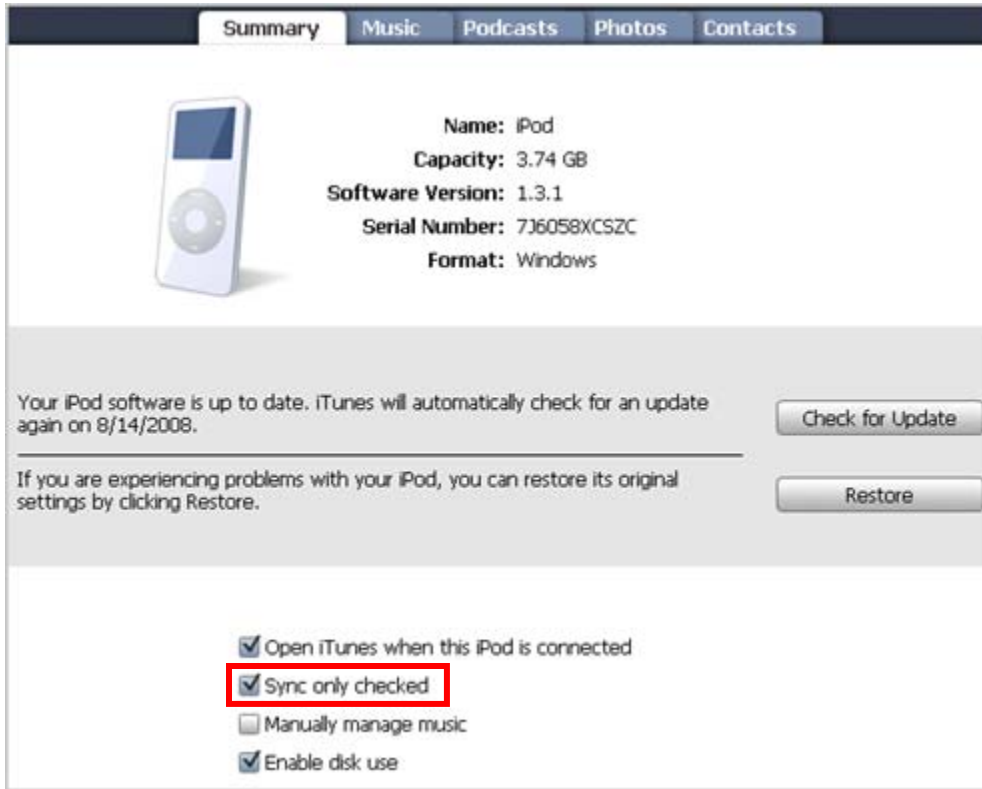 Summary Music Podcasts Photos Contacts
Name: iPod
Capacity: 3.74 GB
Software Version: 1.3.1
Serial Number: 7J6058XCSZC
Format: Windows
Your iPod software is up to date. iTunes will automatically check for an update
again on 8/14/2008.
Check for Update
If you are experiencing problems with your iPod, you can restore its original
settings by clicking Restore.
Restore
Open iTunes when this iPod is connected
Sync only checked
Manually manage music
Enable disk use